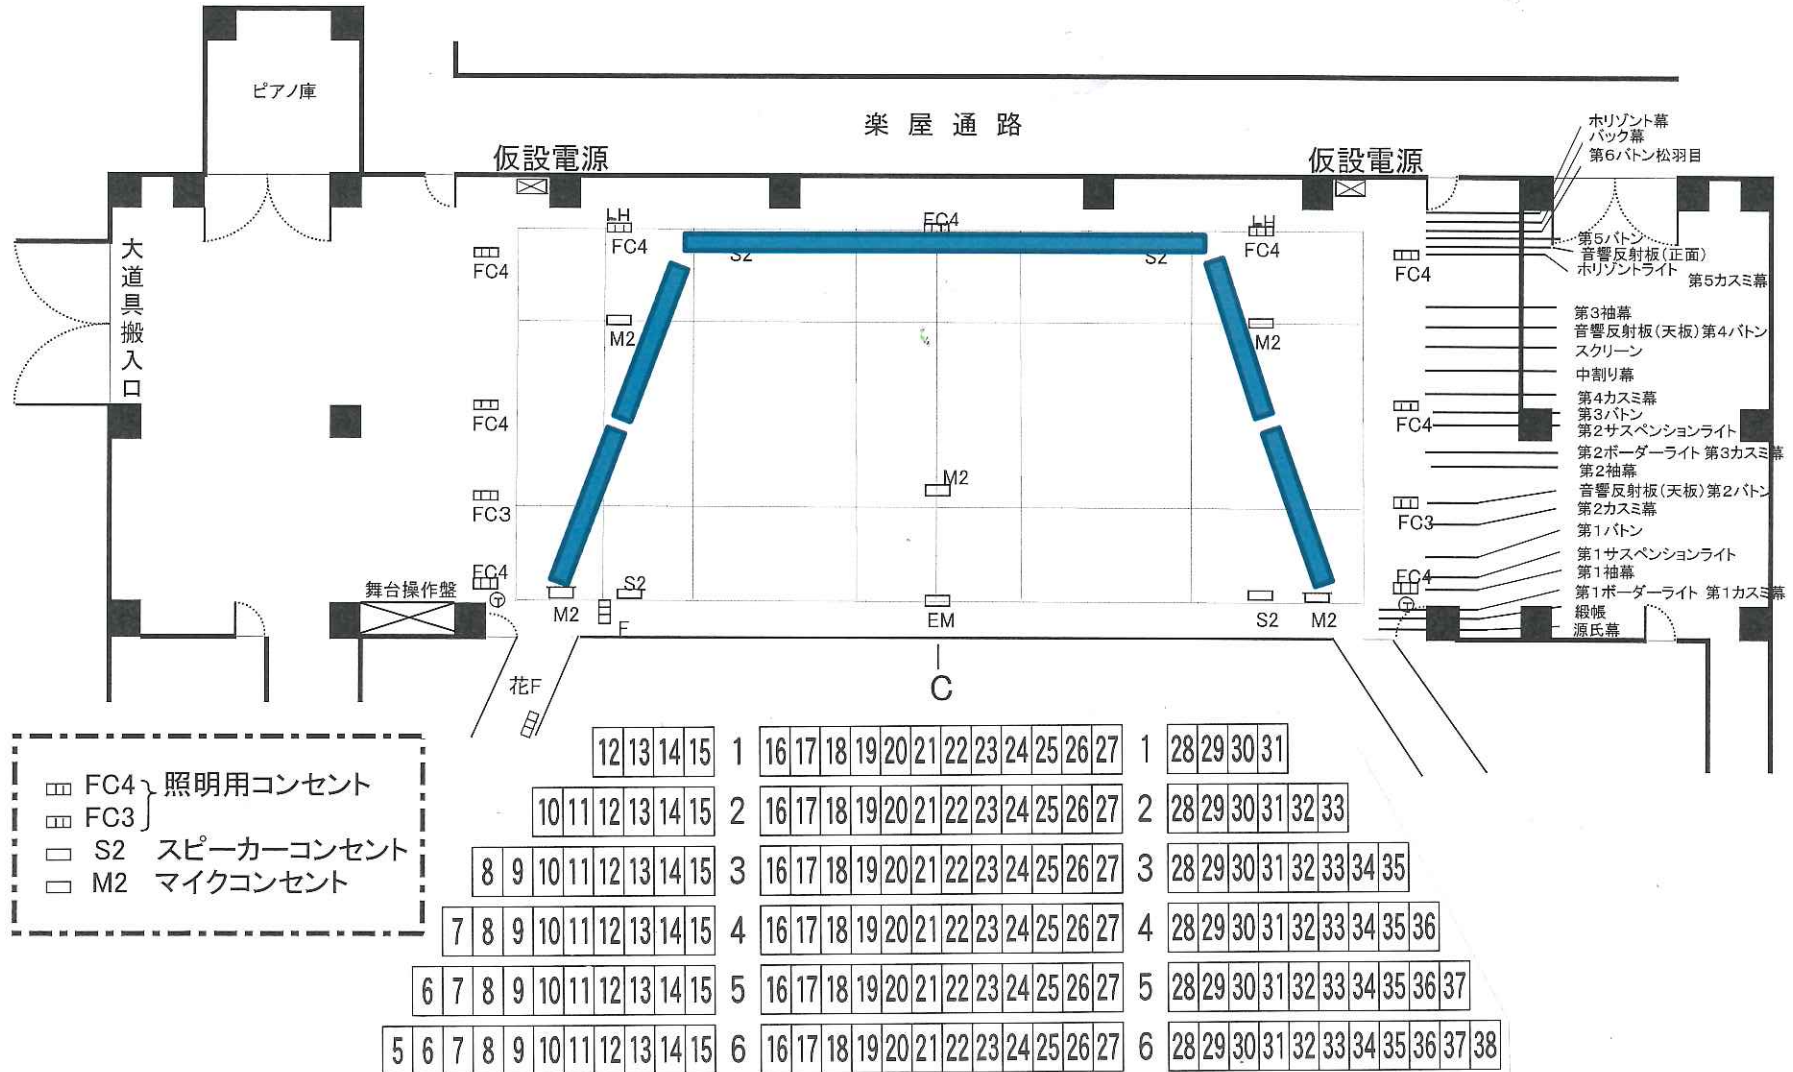 ピアノ庫
楽屋通路
仮設電源
仮設電源
ホリゾント幕
バック幕
第6バトン松羽目
第5バトン
音響反射板(正面)
ホリゾントライト
第5カスミ幕
第3袖幕
音響反射板(天板)第4バトン
スクリーン
中割り幕
第4カスミ幕
第3バトン
第2サスペンションライト
第2ボーダーライト 第3カスミ幕
第2袖幕
音響反射板(天板)第2バトン
第2カスミ幕
第1バトン
第1サスペンションライト
第1袖幕
第1ボーダーライト 第1カスミ幕
緞帳
源氏幕
大道具搬入口
LH
FC4
FC4
LH
FC4
FC4
S2
S2
FC4
M2
M2
FC4
FC4
M2
FC3
FC3
FC4
FC4
舞台操作盤
M2
S2
F
EM
S2
M2
花F
C
FC4 照明用コンセント
FC3
S2 スピーカーコンセント
M2 マイクコンセント
12 13 14 15 1 16 17 18 19 20 21 22 23 24 25 26 27 1 28 29 30 31
10 11 12 13 14 15 2 16 17 18 19 20 21 22 23 24 25 26 27 2 28 29 30 31 32 33
8 9 10 11 12 13 14 15 3 16 17 18 19 20 21 22 23 24 25 26 27 3 28 29 30 31 32 33 34 35
7 8 9 10 11 12 13 14 15 4 16 17 18 19 20 21 22 23 24 25 26 27 4 28 29 30 31 32 33 34 35 36
6 7 8 9 10 11 12 13 14 15 5 16 17 18 19 20 21 22 23 24 25 26 27 5 28 29 30 31 32 33 34 35 36 37
5 6 7 8 9 10 11 12 13 14 15 6 16 17 18 19 20 21 22 23 24 25 26 27 6 28 29 30 31 32 33 34 35 36 37 38